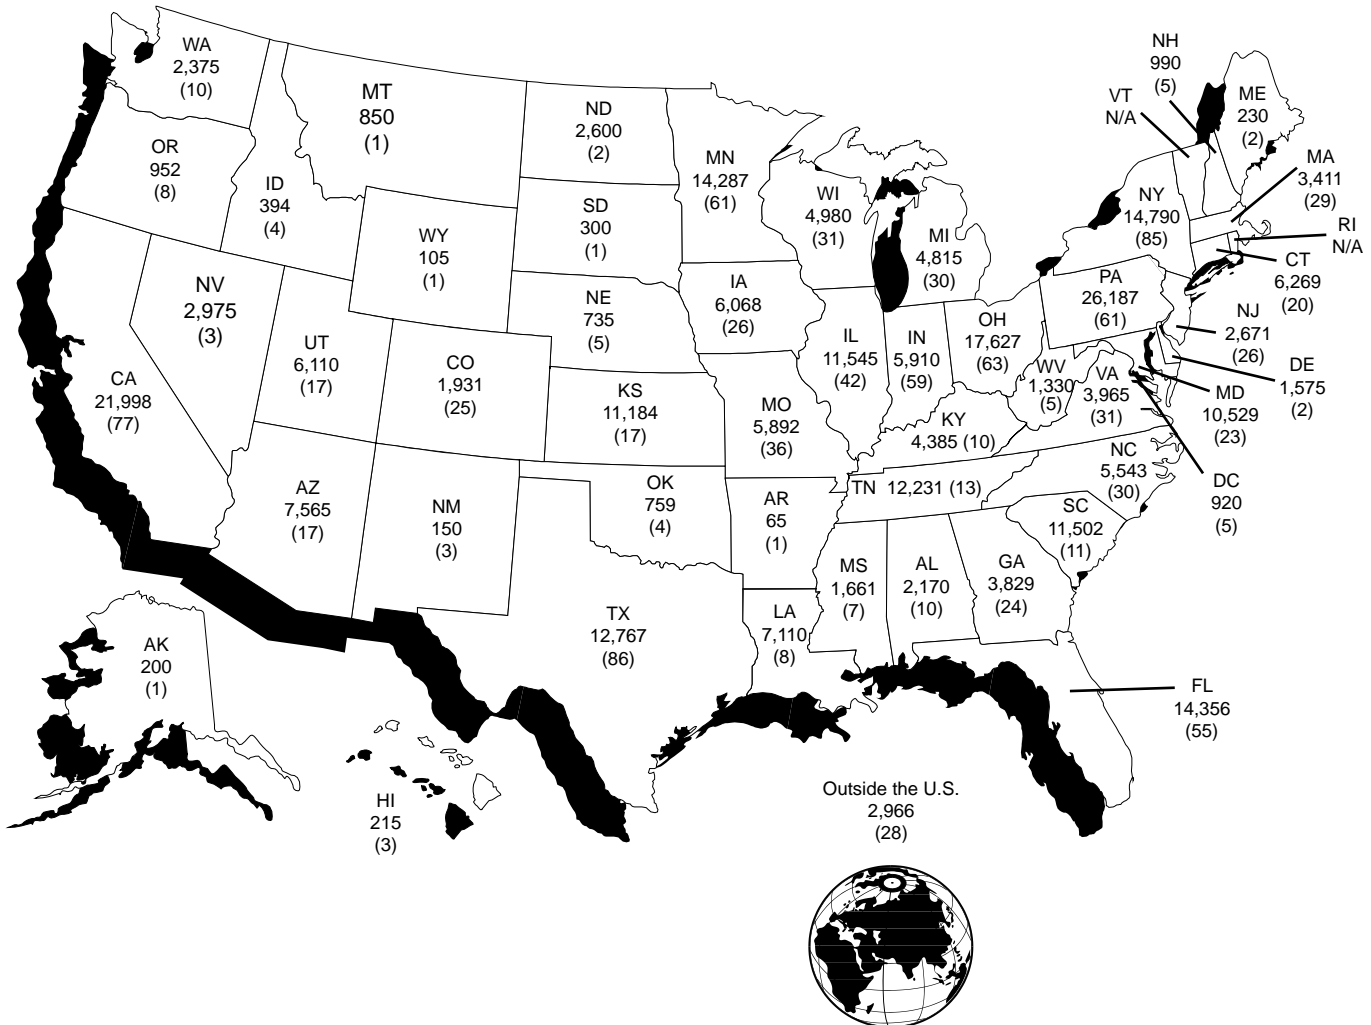 WA
2,375
(10)
OR
952
(8)
ID
394
(4)
MT
850
(1)
ND
2,600
(2)
MN
14,287
(61)
SD
300
(1)
WY
105
(1)
NV
2,975
(3)
UT
6,110
(17)
CO
1,931
(25)
NE
735
(5)
IA
6,068
(26)
WI
4,980
(31)
MI
4,815
(30)
IL
11,545
(42)
IN
5,910
(59)
OH
17,627
(63)
PA
26,187
(61)
NY
14,790
(85)
VT
N/A
NH
990
(5)
ME
230
(2)
MA
3,411
(29)
RI
N/A
CT
6,269
(20)
NJ
2,671
(26)
DE
1,575
(2)
MD
10,529
(23)
DC
920
(5)
WV
1,330
(5)
VA
3,965
(31)
KY
4,385 (10)
CA
21,998
(77)
KS
11,184
(17)
MO
5,892
(36)
AZ
7,565
(17)
NM
150
(3)
OK
759
(4)
AR
65
(1)
TN 12,231 (13)
NC
5,543
(30)
SC
11,502
(11)
MS
1,661
(7)
AL
2,170
(10)
GA
3,829
(24)
TX
12,767
(86)
LA
7,110
(8)
FL
14,356
(55)
AK
200
(1)
HI
215
(3)
Outside the U.S.
2,966
(28)